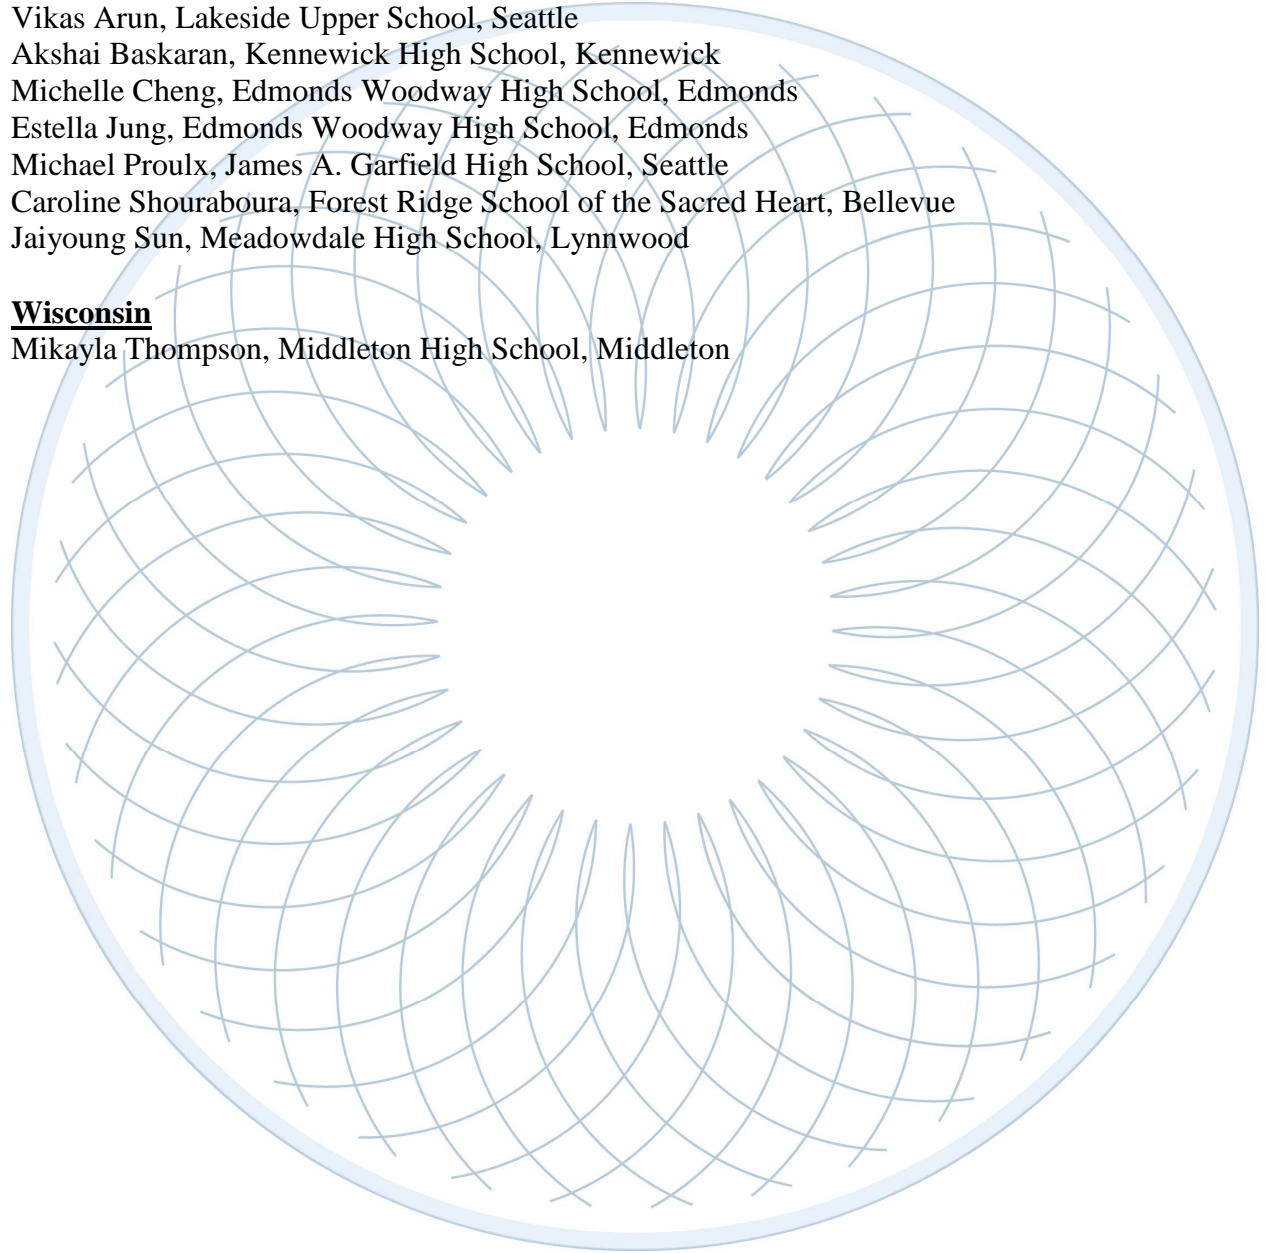 Vikas Arun, Lakeside Upper School, Seattle
Akshai Baskaran, Kennewick High School, Kennewick
Michelle Cheng, Edmonds Woodway High School, Edmonds
Estella Jung, Edmonds Woodway High School, Edmonds
Michael Proulx, James A. Garfield High School, Seattle
Caroline Shouraboura, Forest Ridge School of the Sacred Heart, Bellevue
Jaiyoung Sun, Meadowdale High School, Lynnwood
Wisconsin
Mikayla Thompson, Middleton High School, Middleton